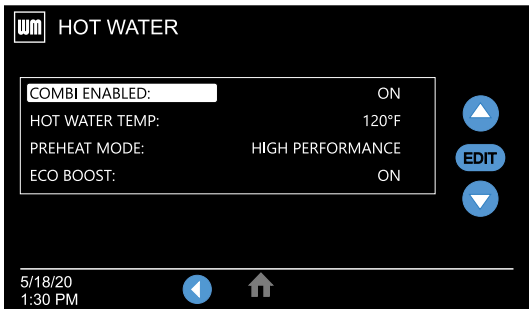 wm HOT WATER
COMBI ENABLED: ON
HOT WATER TEMP: 120°F
PREHEAT MODE: HIGH PERFORMANCE
ECO BOOST: ON
EDIT
5/18/20
1:30 PM